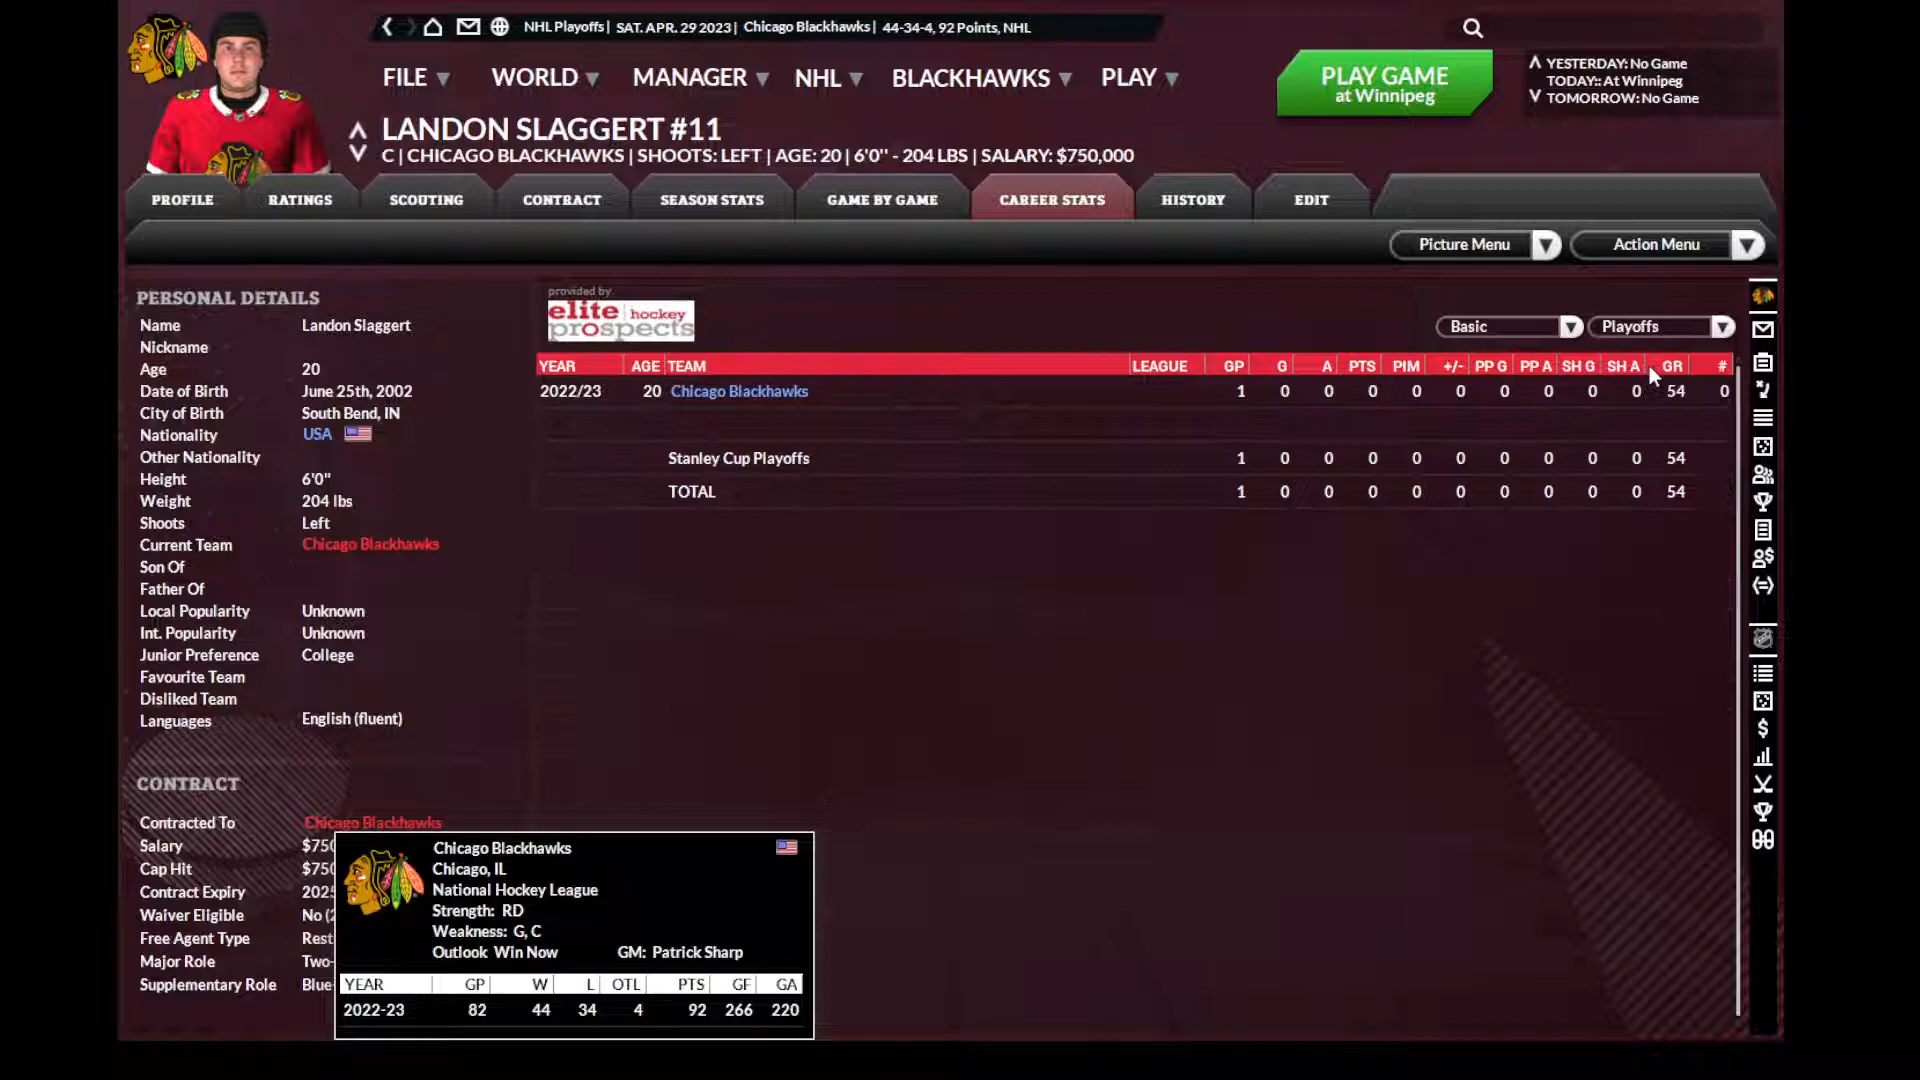 NHL Playoffs | SAT. APR. 29 2023 | Chicago Blackhawks | 44-34-4, 92 Points, NHL
FILE WORLD MANAGER NHL BLACKHAWKS PLAY
PLAY GAME
at Winnipeg
YESTERDAY: No Game
TODAY:: At Winnipeg
TOMORROW: No Game
LANDON SLAGGERT #11
C | CHICAGO BLACKHAWKS | SHOOTS: LEFT | AGE: 20 | 6'0" - 204 LBS | SALARY: $750,000
PROFILE RATINGS SCOUTING CONTRACT SEASON STATS GAME BY GAME CAREER STATS HISTORY EDIT
Picture Menu Action Menu
PERSONAL DETAILS
Name Landon Slaggert
Nickname
Age 20
Date of Birth June 25th, 2002
City of Birth South Bend, IN
Nationality USA
Other Nationality
Height 6'0"
Weight 204 lbs
Shoots Left
Current Team Chicago Blackhawks
Son Of
Father Of
Local Popularity Unknown
Int. Popularity Unknown
Junior Preference College
Favourite Team
Disliked Team
Languages English (fluent)
CONTRACT
Contracted To Chicago Blackhawks
Salary $750
Cap Hit $750
Contract Expiry 2025
Waiver Eligible No (2
Free Agent Type Rest
Major Role Two-
Supplementary Role Blue
provided by
elite hockey
prospects
Basic Playoffs
YEAR AGE TEAM LEAGUE GP G A PTS PIM +/- PP G PP A SH G SH A GR #
2022/23 20 Chicago Blackhawks 1 0 0 0 0 0 0 0 0 0 54 0
Stanley Cup Playoffs 1 0 0 0 0 0 0 0 0 0 54
TOTAL 1 0 0 0 0 0 0 0 0 0 54
Chicago Blackhawks
Chicago, IL
National Hockey League
Strength: RD
Weakness: G, C
Outlook Win Now GM: Patrick Sharp
YEAR GP W L OTL PTS GF GA
2022-23 82 44 34 4 92 266 220